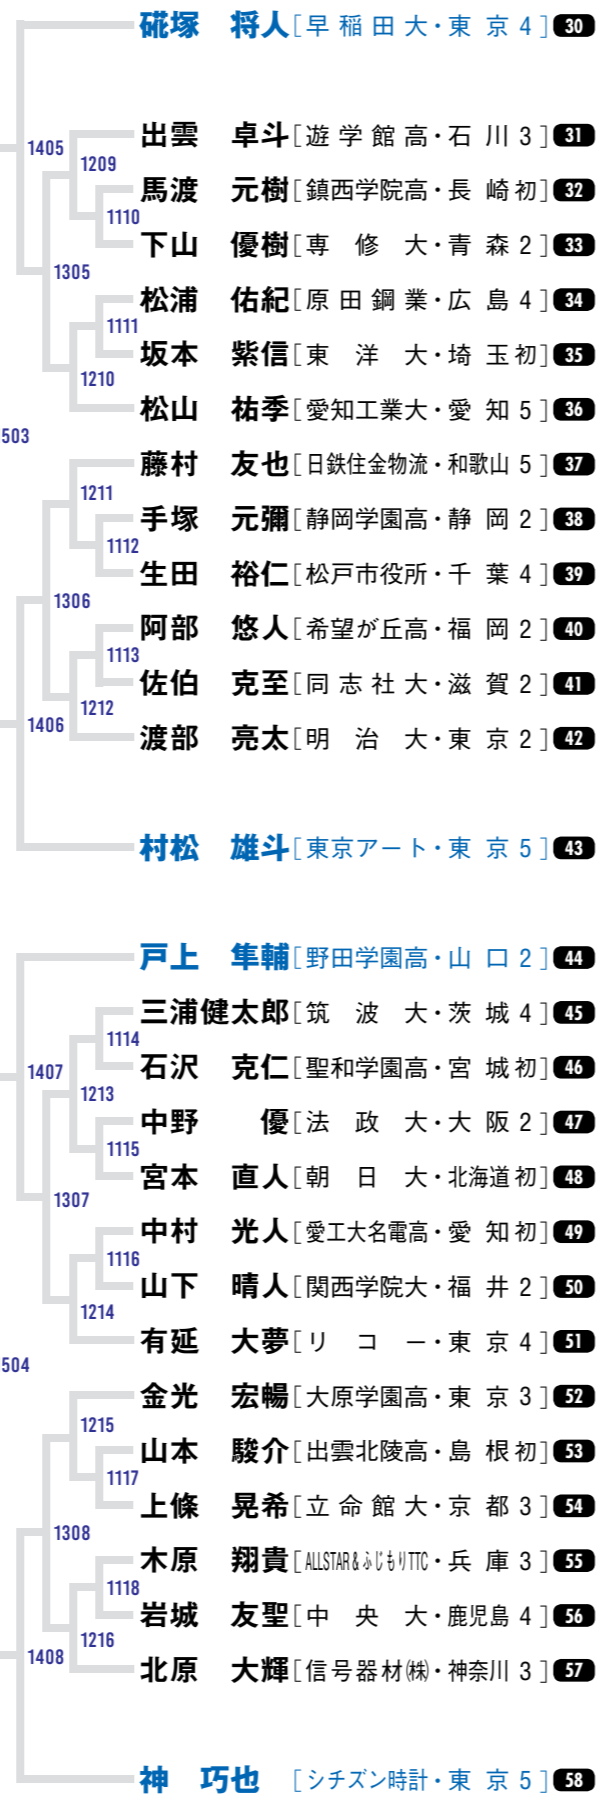 硴塚 将人[早稲田大・東京4] 30
1405
出雲 卓斗[遊学館高・石川3] 31
1209
馬渡 元樹[鎮西学院高・長崎初] 32
1110
下山 優樹[専修大・青森2] 33
1305
松浦 佑紀[原田鋼業・広島4] 34
1111
坂本 紫信[東洋大・埼玉初] 35
1210
松山 祐季[愛知工業大・愛知5] 36
503
藤村 友也[日鉄住金物流・和歌山5] 37
1211
手塚 元彌[静岡学園高・静岡2] 38
1112
生田 裕仁[松戸市役所・千葉4] 39
1306
阿部 悠人[希望が丘高・福岡2] 40
1113
佐伯 克至[同志社大・滋賀2] 41
1212
1406
渡部 亮太[明治大・東京2] 42
村松 雄斗[東京アート・東京5] 43
戸上 隼輔[野田学園高・山口2] 44
三浦健太郎[筑波大・茨城4] 45
1114
1407
石沢 克仁[聖和学園高・宮城初] 46
1213
中野 優[法政大・大阪2] 47
1115
宮本 直人[朝日大・北海道初] 48
1307
中村 光人[愛工大名電高・愛知初] 49
1116
山下 晴人[関西学院大・福井2] 50
1214
有延 大夢[リコー・東京4] 51
504
金光 宏暢[大原学園高・東京3] 52
1215
山本 駿介[出雲北陵高・島根初] 53
1117
上條 晃希[立命館大・京都3] 54
1308
木原 翔貴[ALLSTAR&ふじもりTTC・兵庫3] 55
1118
岩城 友聖[中央大・鹿児島4] 56
1216
1408
北原 大輝[信号器材㈱・神奈川3] 57
神 巧也[シチズン時計・東京5] 58